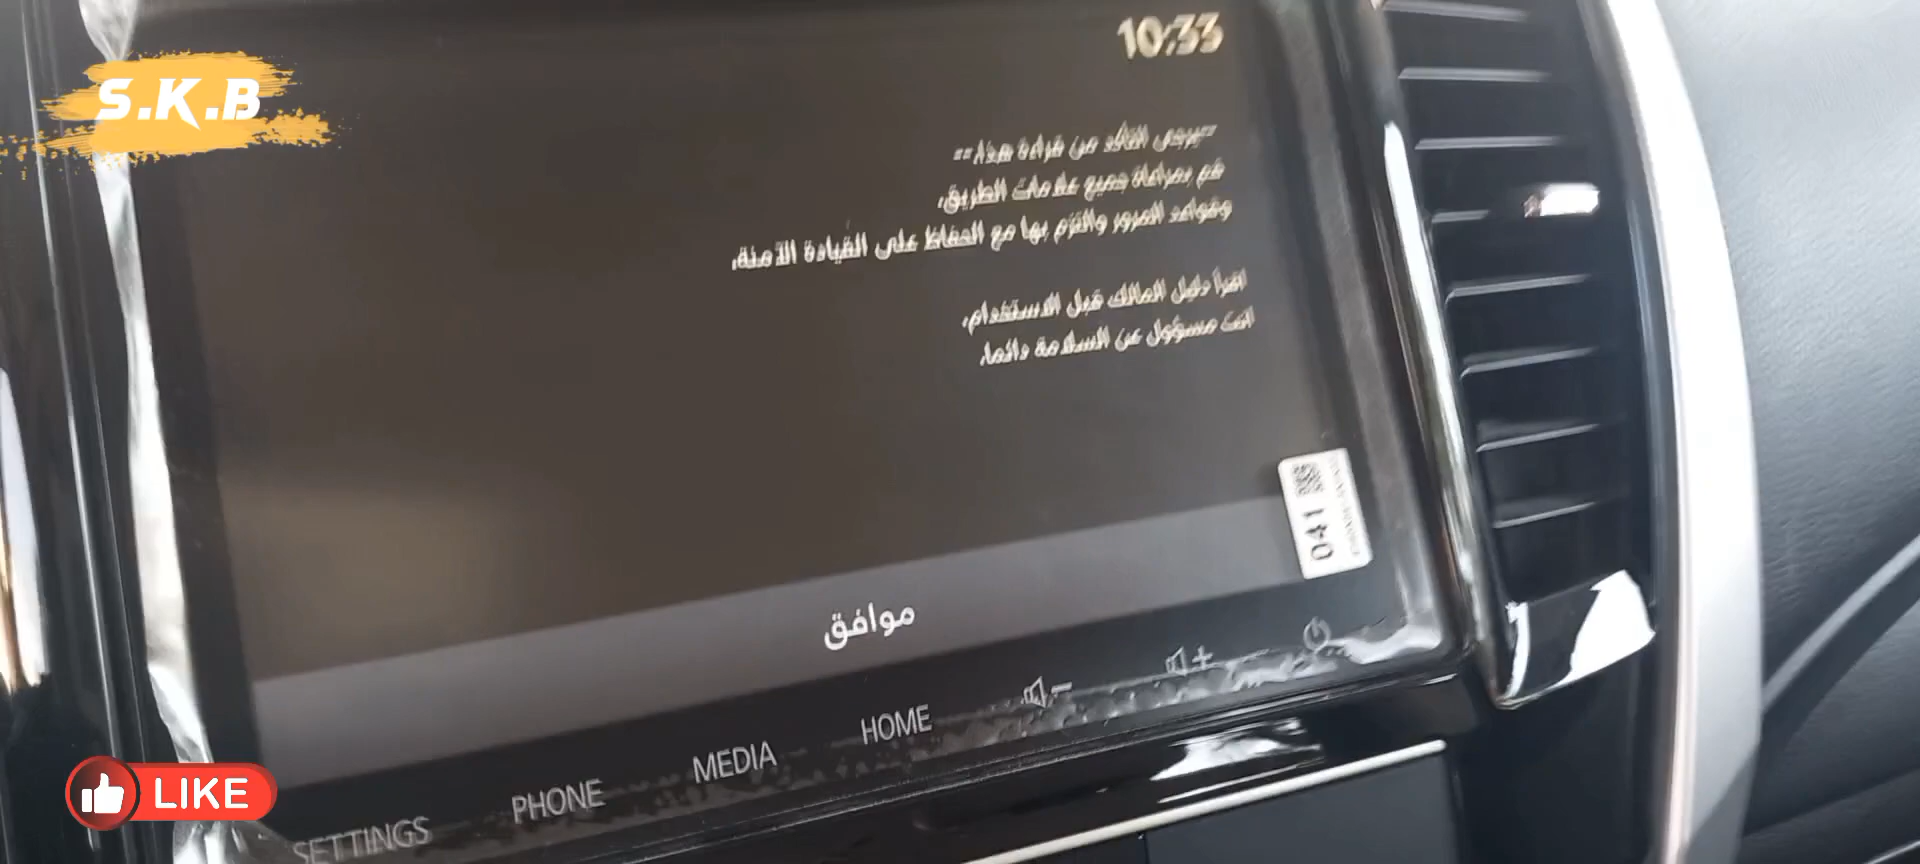 S.K.B
10:33
==يرجى التأكد من قراءة هذا.==
قم بمراعاة جميع علامات الطريق،
وقواعد المرور والتزم بها مع الحفاظ على القيادة الآمنة.
اقرأ دليل المالك قبل الاستخدام.
أنت مسؤول عن السلامة دائما.
041
موافق
SETTINGS PHONE MEDIA HOME - +
LIKE